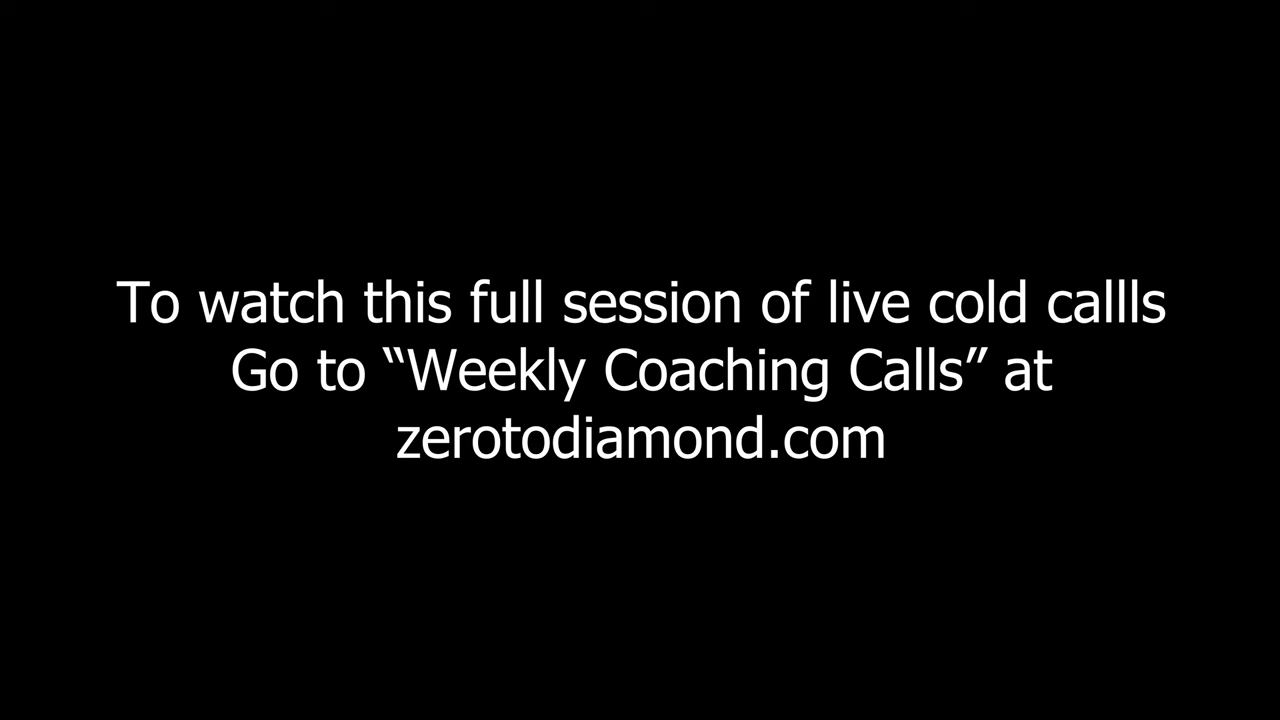 To watch this full session of live cold callls
Go to “Weekly Coaching Calls” at
zerotodiamond.com